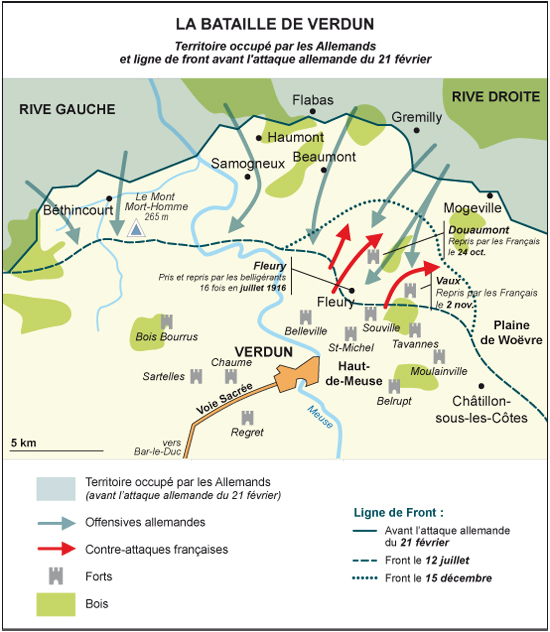 LA BATAILLE DE VERDUN
Territoire occupé par les Allemands
et ligne de front avant l'attaque allemande du 21 février
RIVE GAUCHE
RIVE DROITE
Flabas
Gremilly
Haumont
Beaumont
Samogneux
Béthincourt
Le Mont
Mort-Homme
265 m
Mogeville
Douaumont
Repris par les Français
le 24 oct.
Fleury
Pris et repris par les belligérants
16 fois en juillet 1916
Vaux
Repris par les Français
le 2 nov.
Fleury
Belleville
Souville
St-Michel
Tavannes
Plaine
de Woëvre
Bois Bourrus
VERDUN
Haut-
de-Meuse
Moulainville
Chaume
Sartelles
Belrupt
Châtillon-
sous-les-Côtes
Voie Sacrée
Meuse
Regret
vers
Bar-le-Duc
5 km
Territoire occupé par les Allemands
(avant l'attaque allemande du 21 février)
Offensives allemandes
Contre-attaques françaises
Forts
Bois
Ligne de Front :
Avant l'attaque allemande
du 21 février
Front le 12 juillet
Front le 15 décembre